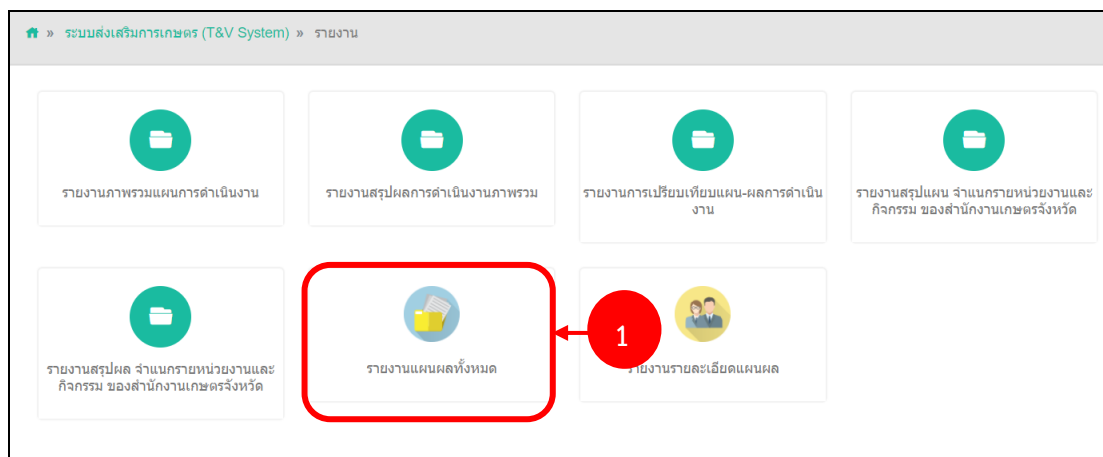 » ระบบส่งเสริมการเกษตร (T&V System) » รายงาน
รายงานภาพรวมแผนการดำเนินงาน
รายงานสรุปผลการดำเนินงานภาพรวม
รายงานการเปรียบเทียบแผน-ผลการดำเนิน
งาน
รายงานสรุปแผน จำแนกรายหน่วยงานและ
กิจกรรม ของสำนักงานเกษตรจังหวัด
รายงานสรุปผล จำแนกรายหน่วยงานและ
กิจกรรม ของสำนักงานเกษตรจังหวัด
รายงานแผนผลทั้งหมด
1
รายงานรายละเอียดแผนผล